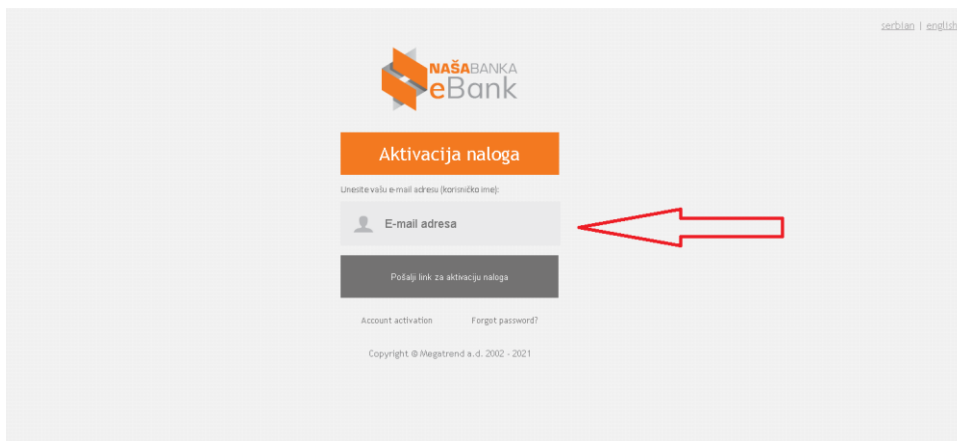 serbian | english
NAŠABANKA
eBank
Aktivacija naloga
Unesite vašu e-mail adresu (korisničko ime):
E-mail adresa
Pošalji link za aktivaciju naloga
Account activation Forgot password?
Copyright © Megatrend a.d. 2002 - 2021